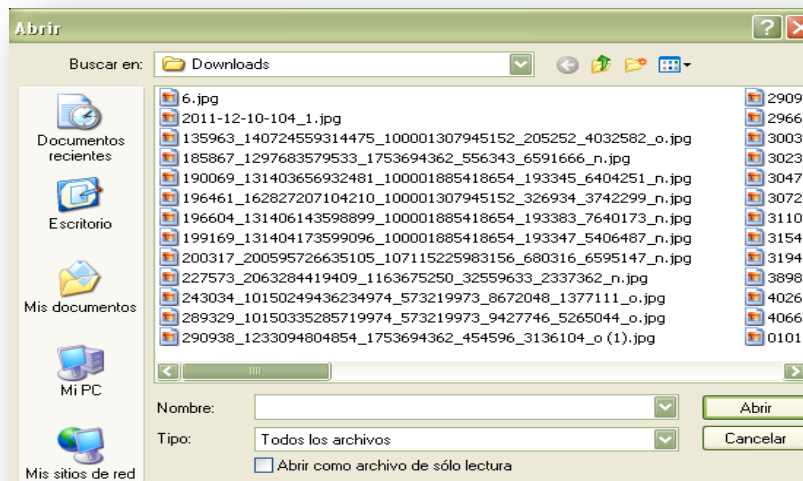 Abrir
Buscar en:
Downloads
Documentos
recientes
Escritorio
Mis documentos
Mi PC
Mis sitios de red
6.jpg
2011-12-10-104_1.jpg
135963_140724559314475_100001307945152_205252_4032582_o.jpg
185867_1297683579533_1753694362_556343_6591666_n.jpg
190069_131403656932481_100001885418654_193345_6404251_n.jpg
196461_162827207104210_100001307945152_326934_3742299_n.jpg
196604_131406143598899_100001885418654_193383_7640173_n.jpg
199169_131404173599096_100001885418654_193347_5406487_n.jpg
200317_200595726635105_107115225983156_680316_6595147_n.jpg
227573_2063284419409_1163675250_32559633_2337362_n.jpg
243034_10150249436234974_573219973_8672048_1377111_o.jpg
289329_10150335285719974_573219973_9427746_5265044_o.jpg
290938_1233094804854_1753694362_454596_3136104_o (1).jpg
2909
2966
3003
3023
3047
3072
3110
3154
3194
3898
4026
4066
0101
Nombre:
Abrir
Tipo:
Todos los archivos
Cancelar
Abrir como archivo de sólo lectura